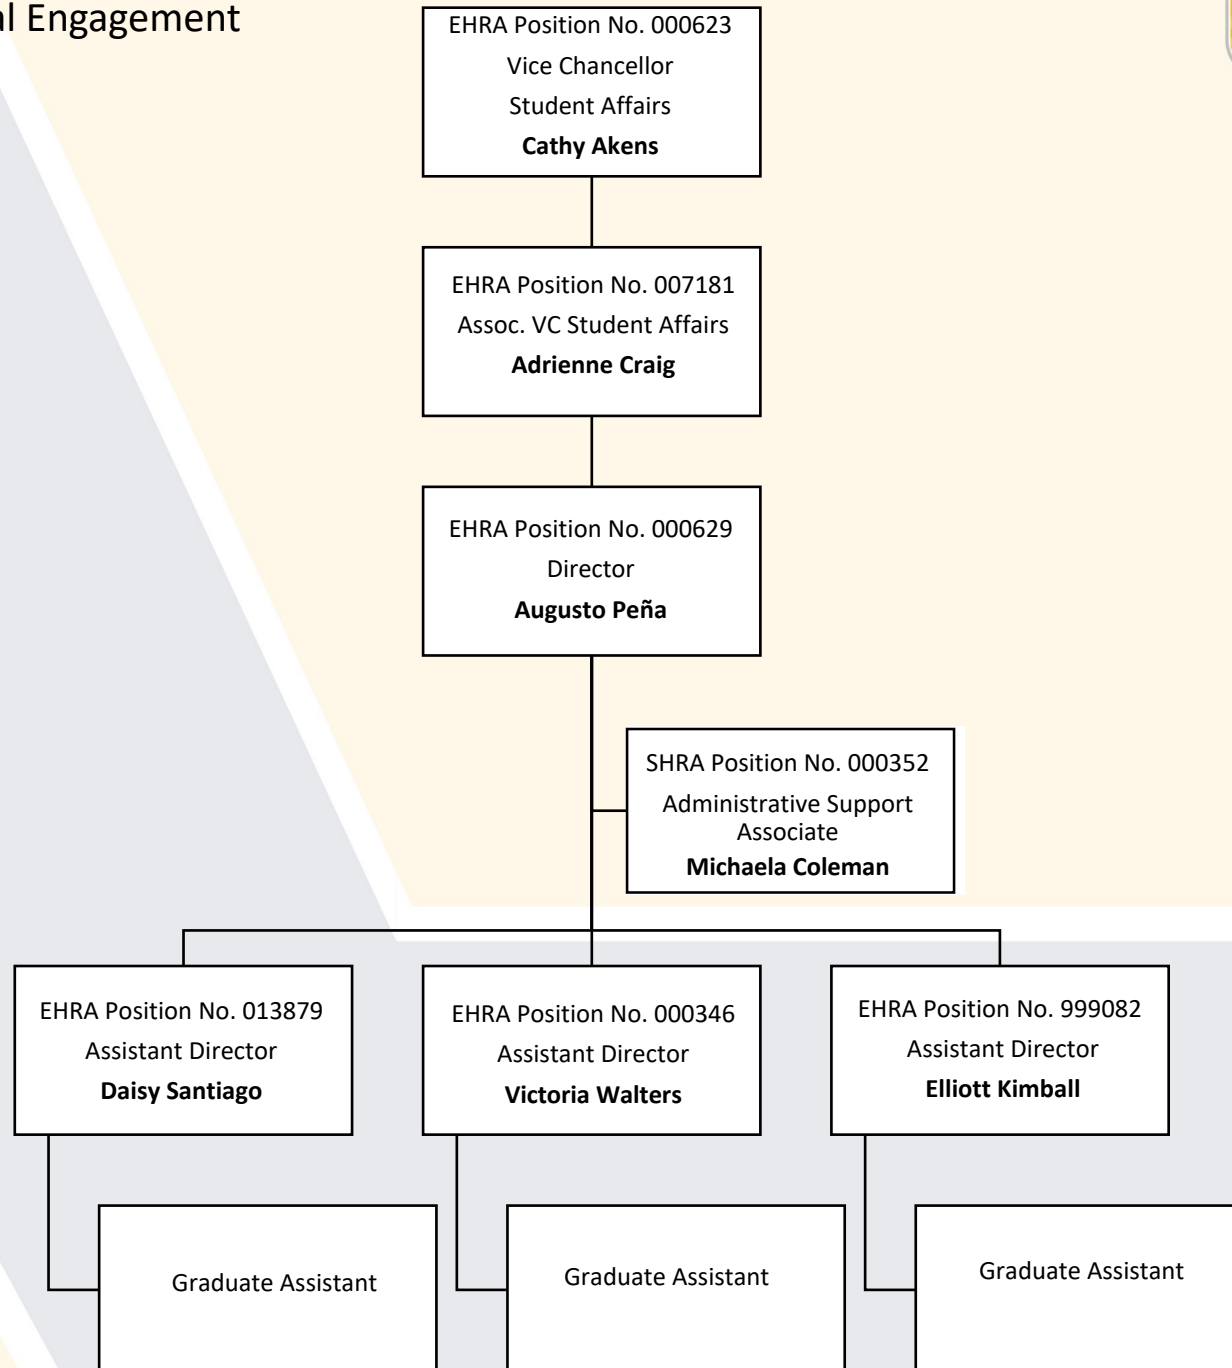 al Engagement
EHRA Position No. 000623
Vice Chancellor
Student Affairs
Cathy Akens
EHRA Position No. 007181
Assoc. VC Student Affairs
Adrienne Craig
EHRA Position No. 000629
Director
Augusto Peña
SHRA Position No. 000352
Administrative Support
Associate
Michaela Coleman
EHRA Position No. 013879
Assistant Director
Daisy Santiago
EHRA Position No. 000346
Assistant Director
Victoria Walters
EHRA Position No. 999082
Assistant Director
Elliott Kimball
Graduate Assistant
Graduate Assistant
Graduate Assistant